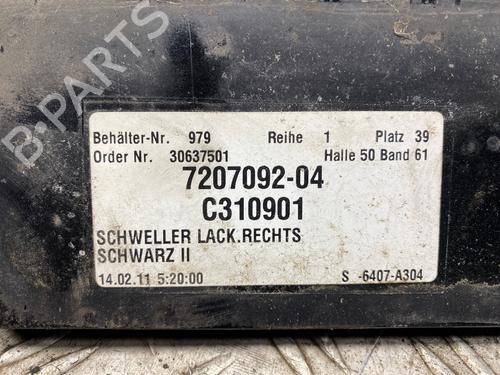 B-PARTS
Behälter-Nr. 979 Reihe 1 Platz 39
Order Nr. 30637501 Halle 50 Band 61
7207092-04
C310901
SCHWELLER LACK.RECHTS
SCHWARZ II
14.02.11 5:20:00 S -6407-A304